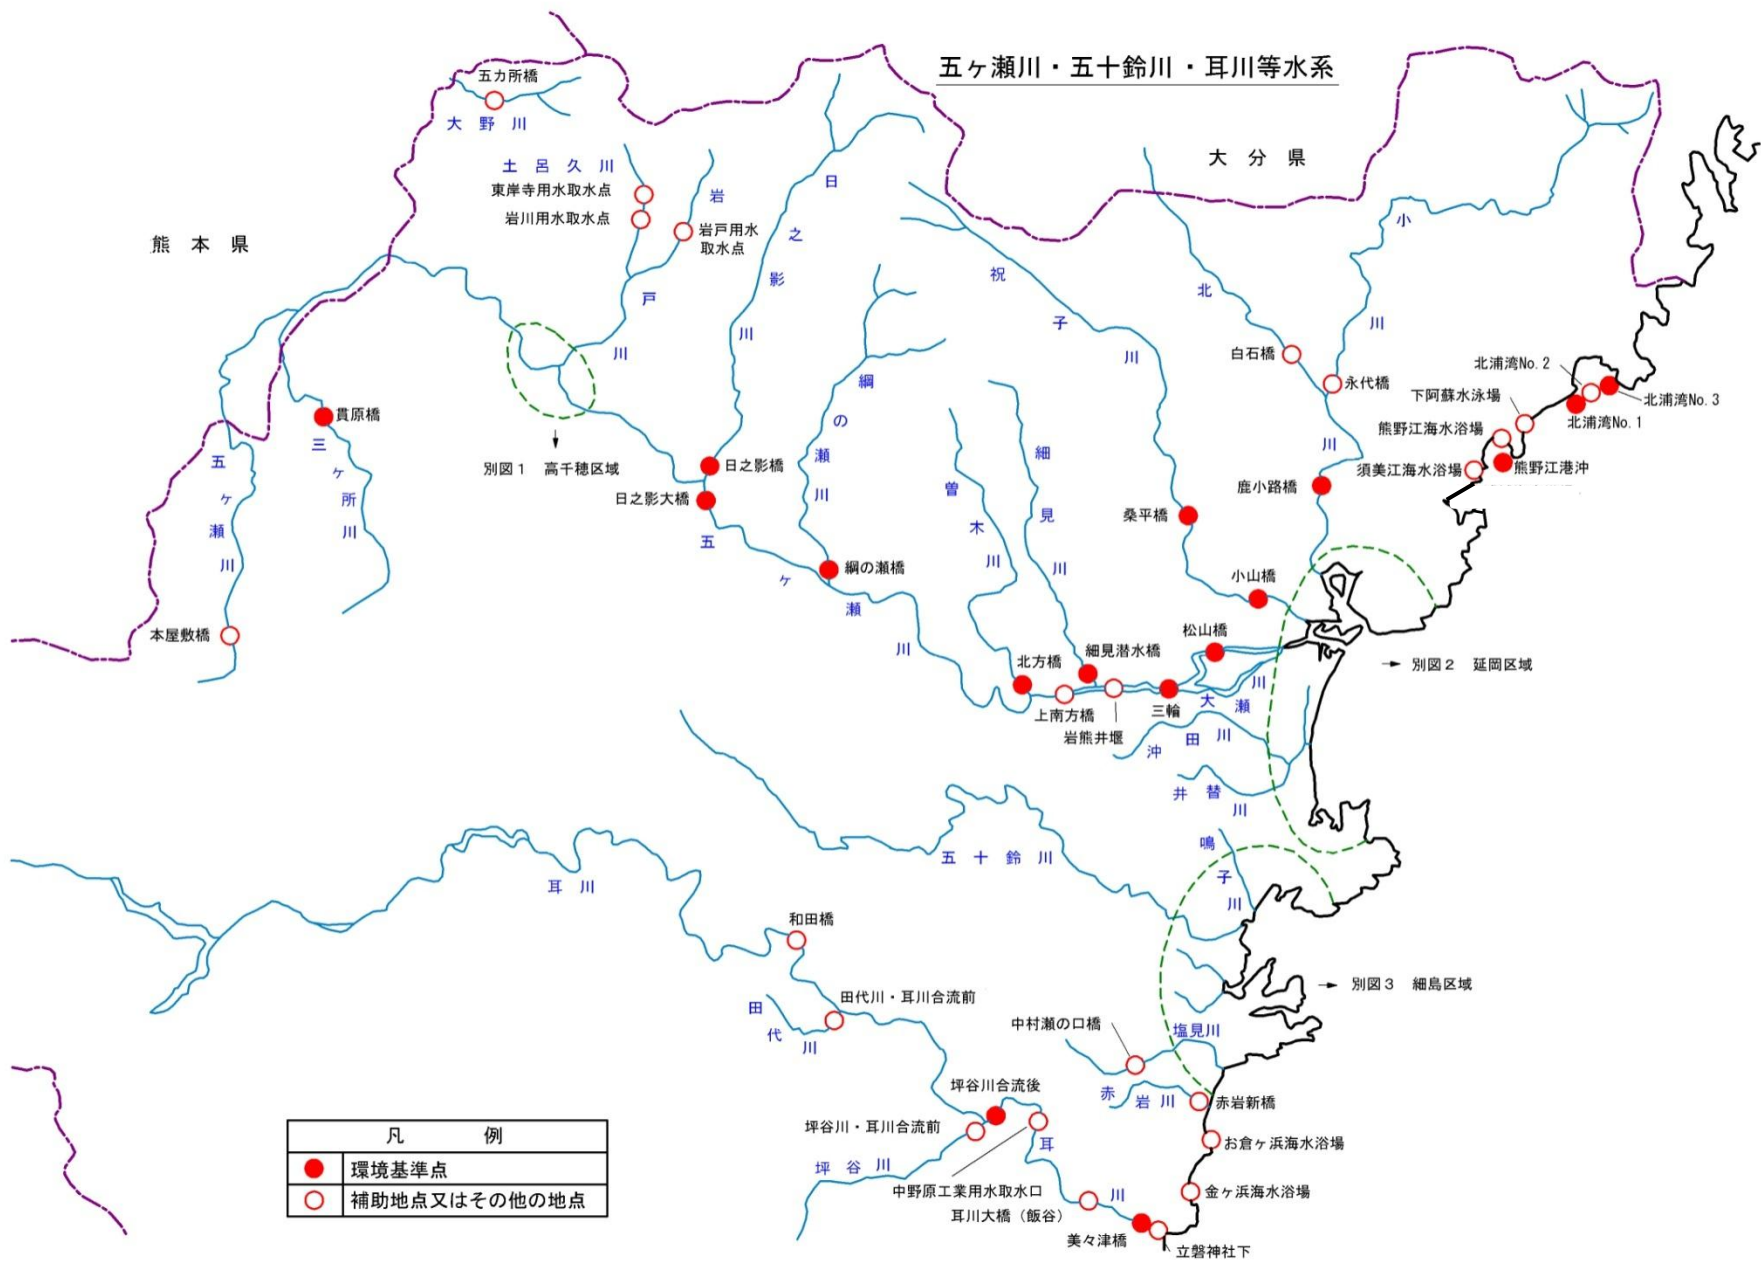 五ヶ瀬川・五十鈴川・耳川等水系
五カ所橋
大野川
土呂久川
東岸寺用水取水点
岩川用水取水点
岩戸川
岩戸用水
取水点
日之影川
大分県
熊本県
小川
北川
祝子川
白石橋
永代橋
北浦湾No.2
下阿蘇水泳場
北浦湾No.3
北浦湾No.1
熊野江海水浴場
須美江海水浴場
熊野江港沖
貫原橋
三ヶ所川
五ヶ瀬川
本屋敷橋
別図1 高千穂区域
日之影橋
日之影大橋
綱の瀬川
綱の瀬橋
五ヶ瀬川
曽木川
細見川
桑平橋
鹿小路橋
小山橋
松山橋
細見潜水橋
北方橋
上南方橋
岩熊井堰
三輪
大瀬川
沖田川
井替川
別図2 延岡区域
五十鈴川
鳴子川
耳川
和田橋
田代川・耳川合流前
田代川
別図3 細島区域
中村瀬の口橋
塩見川
赤岩川
赤岩新橋
坪谷川合流後
坪谷川・耳川合流前
坪谷川
耳川
お倉ヶ浜海水浴場
金ヶ浜海水浴場
中野原工業用水取水口
耳川大橋（飯谷）
美々津橋
立磐神社下
凡例
環境基準点
補助地点又はその他の地点